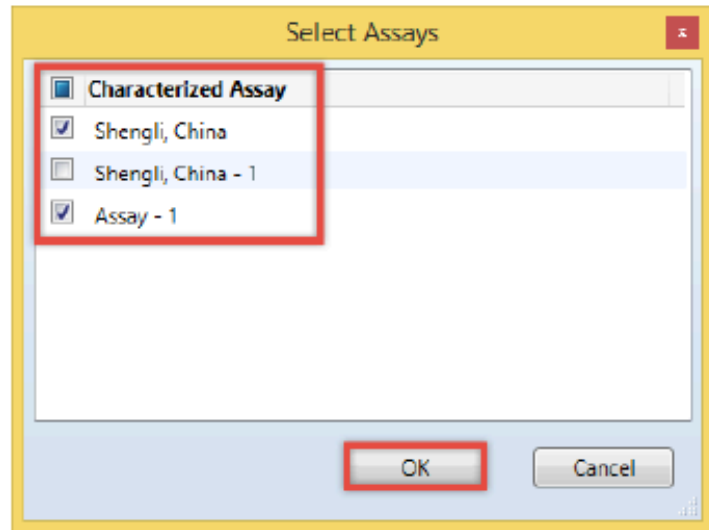 Select Assays
Characterized Assay
Shengli, China
Shengli, China - 1
Assay - 1
OK
Cancel